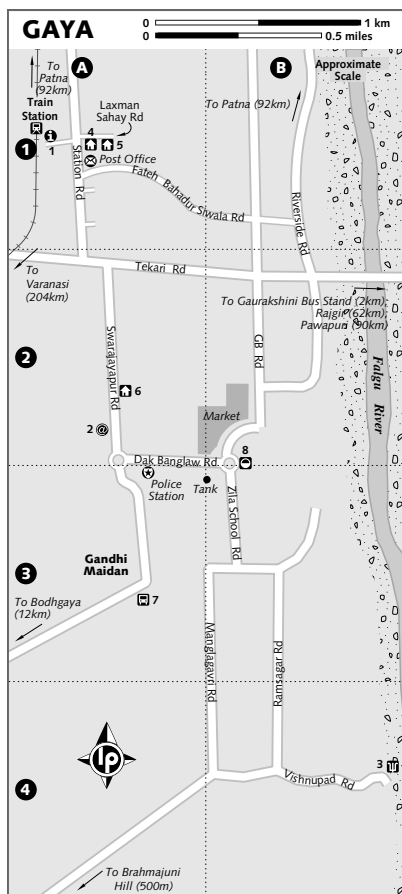 GAYA
0 1 km
0 0.5 miles
A
B
To
Patna
(92km)
Approximate
Scale
Train
Station
Laxman
Sahay Rd
To Patna (92km)
1
1
4
5
Post Office
Station Rd
Fateh Bahadur Siwala Rd
Riverside Rd
Tekari Rd
To
Varanasi
(204km)
To Gaurakshini Bus Stand (2km);
Rajgir (62km);
Pawapuri (90km)
2
Swarajayapur Rd
GB Rd
Falgu River
6
Market
2 @
Dak Banglaw Rd
8
Police
Station
Tank
Zila School Rd
Gandhi
Maidan
3
7
To Bodhgaya
(12km)
Manglagavri Rd
Ramsagar Rd
lp
3
4
Vishnupad Rd
To Brahmajuni
Hill (500m)